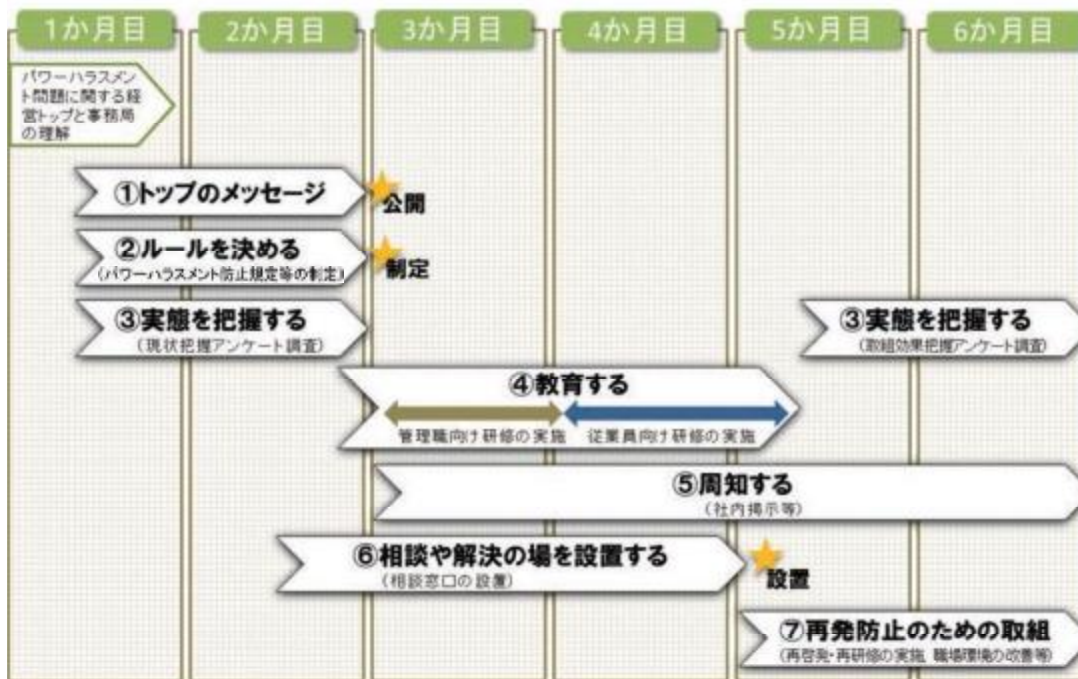 1か月目
2か月目
3か月目
4か月目
5か月目
6か月目
パワーハラスメン
ト問題に関する経
営トップと事務局
の理解
①トップのメッセージ
公開
②ルールを決める
(パワーハラスメント防止規定等の制定)
制定
③実態を把握する
(現状把握アンケート調査)
③実態を把握する
(取組効果把握アンケート調査)
④教育する
管理職向け研修の実施
従業員向け研修の実施
⑤周知する
(社内掲示等)
⑥相談や解決の場を設置する
(相談窓口の設置)
設置
⑦再発防止のための取組
(再啓発・再研修の実施、職場環境の改善等)